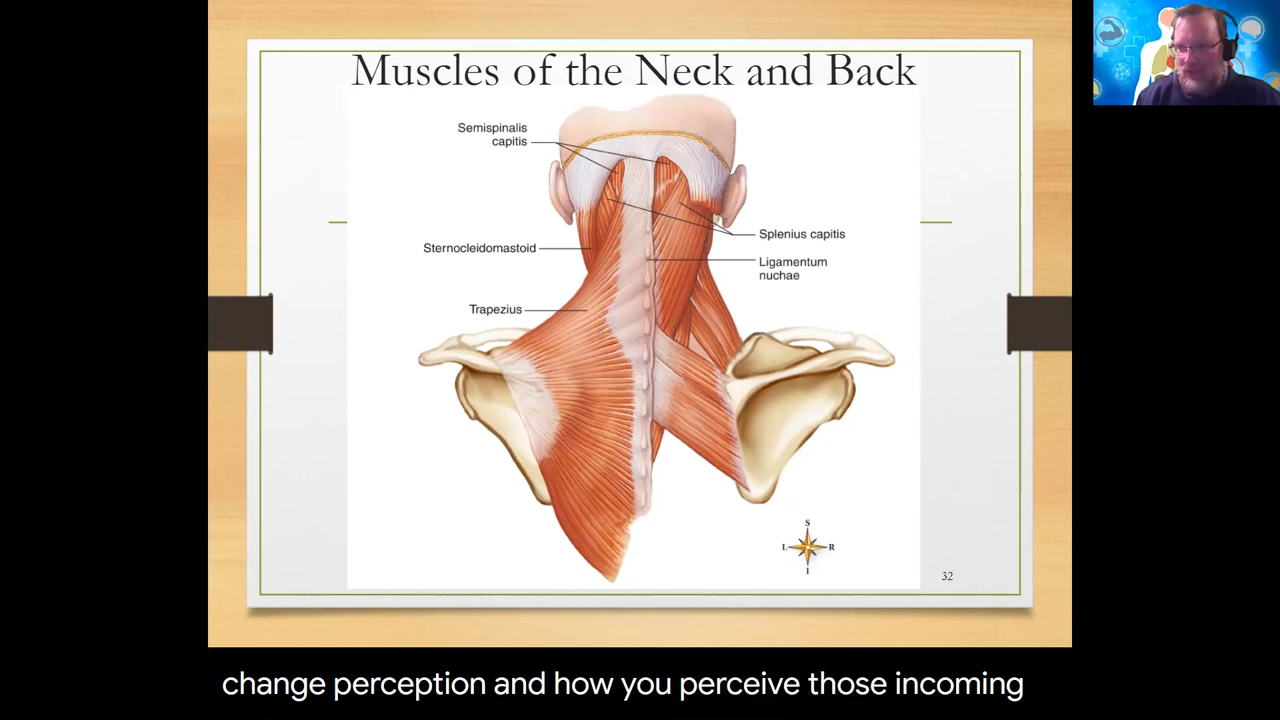 Muscles of the Neck and Back
Semispinalis
capitis
Splenius capitis
Sternocleidomastoid
Ligamentum
nuchae
Trapezius
S
L R
I
32
change perception and how you perceive those incoming